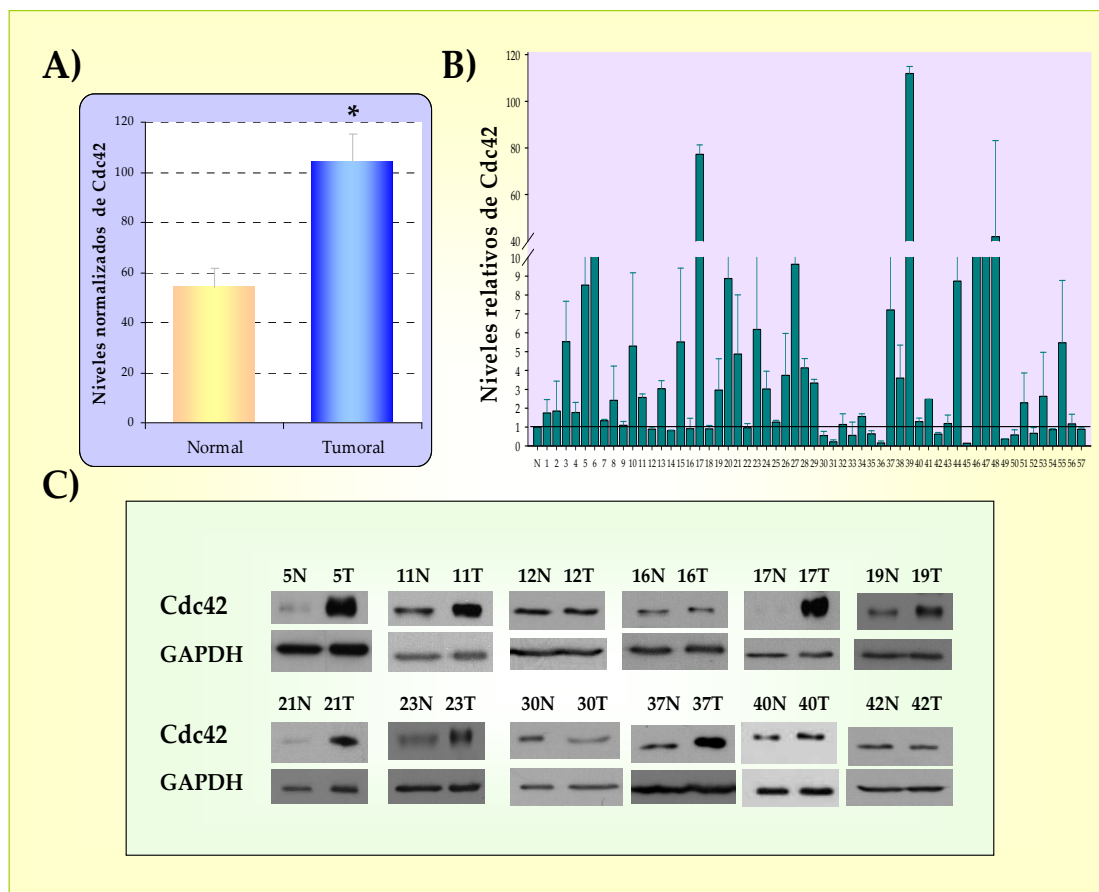 A)
Niveles normalizados de Cdc42
120
100
80
60
40
20
0
*
Normal Tumoral
B)
Niveles relativos de Cdc42
120
100
80
60
40
10
9
8
7
6
5
4
3
2
1
0
N 1 2 3 4 5 6 7 8 9 10 11 12 13 14 15 16 17 18 19 20 21 22 23 24 25 26 27 28 29 30 31 32 33 34 35 36 37 38 39 40 41 42 43 44 45 46 47 48 49 50 51 52 53 54 55 56 57
C)
5N 5T 11N 11T 12N 12T 16N 16T 17N 17T 19N 19T
Cdc42
GAPDH
21N 21T 23N 23T 30N 30T 37N 37T 40N 40T 42N 42T
Cdc42
GAPDH